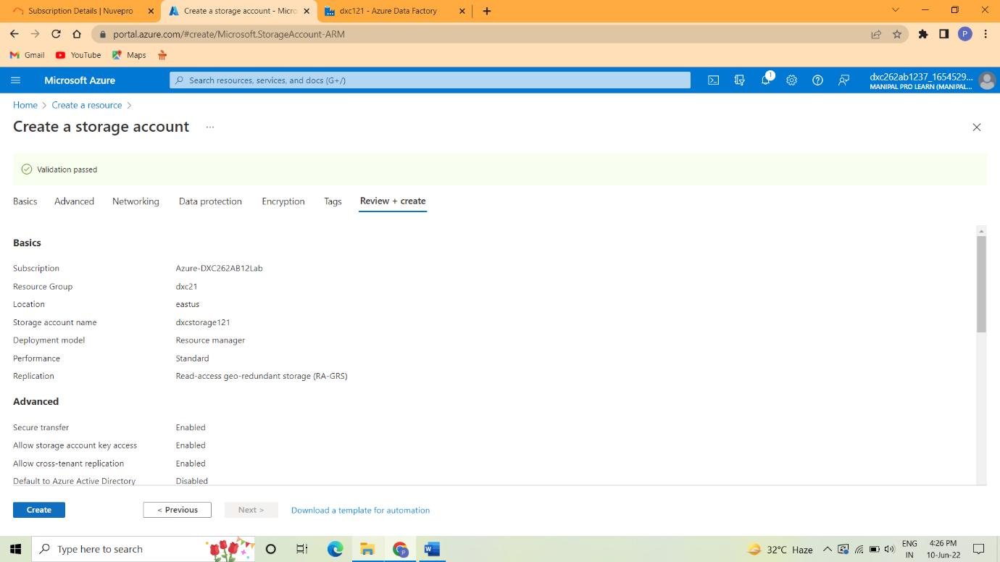 Subscription Details | Nuvepro
Create a storage account - Micro
dxc121 - Azure Data Factory
portal.azure.com/#create/Microsoft.StorageAccount-ARM
P
Gmail
YouTube
Maps
Microsoft Azure
Search resources, services, and docs (G+/)
1
dxc262ab1237_1654529...
MANIPAL PRO LEARN (MANIPAL...
Home > Create a resource >
Create a storage account ...
Validation passed
Basics Advanced Networking Data protection Encryption Tags Review + create
Basics
Subscription Azure-DXC262AB12Lab
Resource Group dxc21
Location eastus
Storage account name dxcstorage121
Deployment model Resource manager
Performance Standard
Replication Read-access geo-redundant storage (RA-GRS)
Advanced
Secure transfer Enabled
Allow storage account key access Enabled
Allow cross-tenant replication Enabled
Default to Azure Active Directory Disabled
Create < Previous Next > Download a template for automation
Type here to search
32°C Haze
ENG
IN
4:26 PM
10-Jun-22